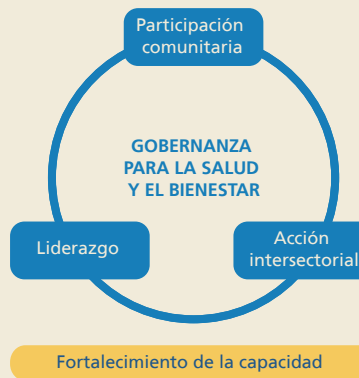 Participación
comunitaria
GOBERNANZA
PARA LA SALUD
Y EL BIENESTAR
Liderazgo
Acción
intersectorial
Fortalecimiento de la capacidad